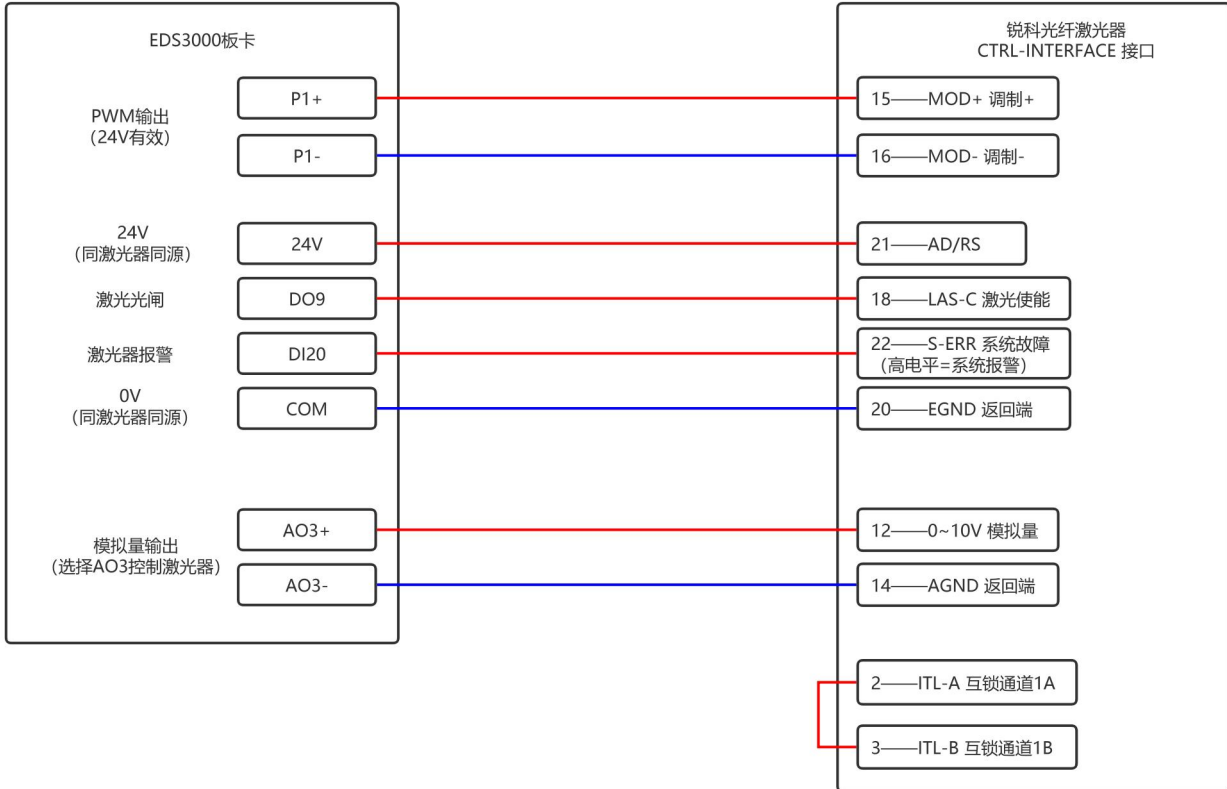 EDS3000板卡
锐科光纤激光器
CTRL-INTERFACE 接口
PWM输出
（24V有效）
P1+
15——MOD+ 调制+
P1-
16——MOD- 调制-
24V
（同激光器同源）
24V
21——AD/RS
激光光闸
DO9
18——LAS-C 激光使能
激光器报警
DI20
22——S-ERR 系统故障
（高电平=系统报警）
0V
（同激光器同源）
COM
20——EGND 返回端
模拟量输出
（选择AO3控制激光器）
AO3+
12——0~10V 模拟量
AO3-
14——AGND 返回端
2——ITL-A 互锁通道1A
3——ITL-B 互锁通道1B